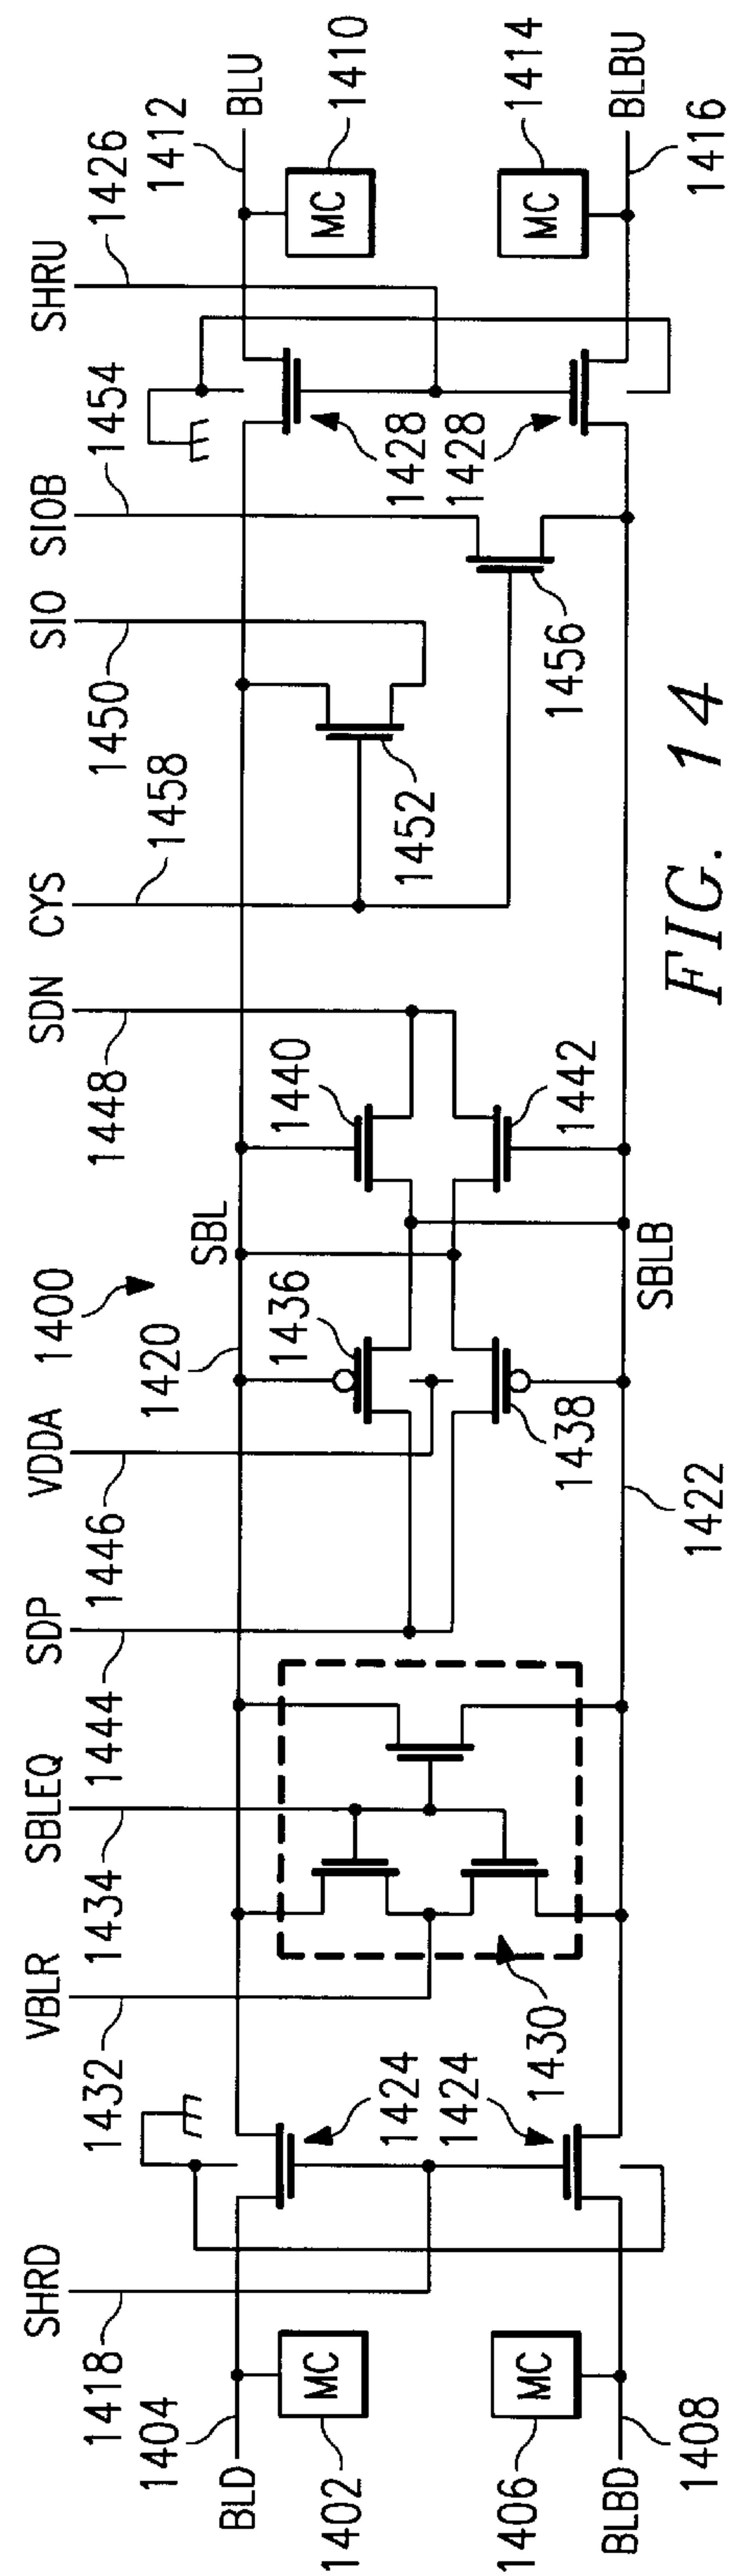 SHRD
1418
1404
BLD
MC
1402
MC
1406
BLBD
1408
VBLR
1432
SBLEQ
1434
1424
1424
1430
SDP
1444
VDDA
1446
1400
1420
SBL
1436
1438
1422
SBLB
SDN
1448
1440
1442
CYS
1458
SIO
1450
1452
SIOB
1454
1456
SHRU
1426
1428
1428
1412
BLU
MC
1410
MC
1414
BLBU
1416
FIG. 14